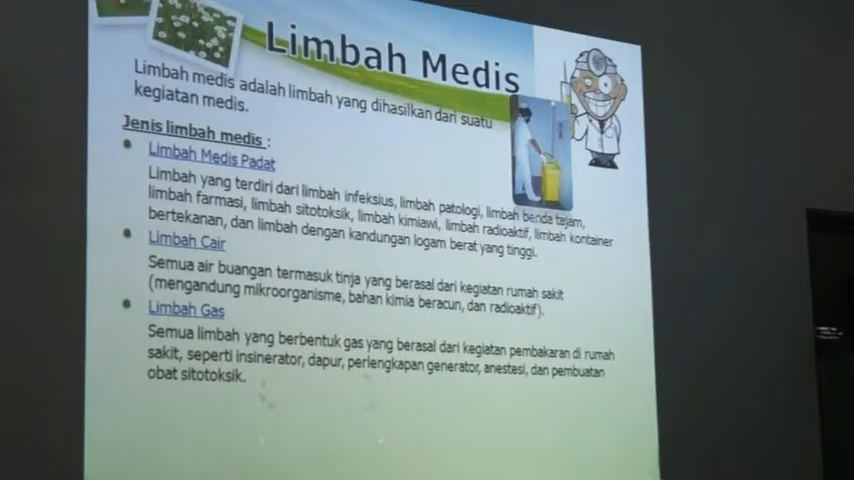 Limbah Medis
Limbah medis adalah limbah yang dihasilkan dari suatu
kegiatan medis.
Jenis limbah medis :
• Limbah Medis Padat
Limbah yang terdiri dari limbah infeksius, limbah patologi, limbah benda tajam,
limbah farmasi, limbah sitotoksik, limbah kimiawi, limbah radioaktif, limbah kontainer
bertekanan, dan limbah dengan kandungan logam berat yang tinggi.
• Limbah Cair
Semua air buangan termasuk tinja yang berasal dari kegiatan rumah sakit
(mengandung mikroorganisme, bahan kimia beracun, dan radioaktif).
• Limbah Gas
Semua limbah yang berbentuk gas yang berasal dari kegiatan pembakaran di rumah
sakit, seperti insinerator, dapur, perlengkapan generator, anestesi, dan pembuatan
obat sitotoksik.